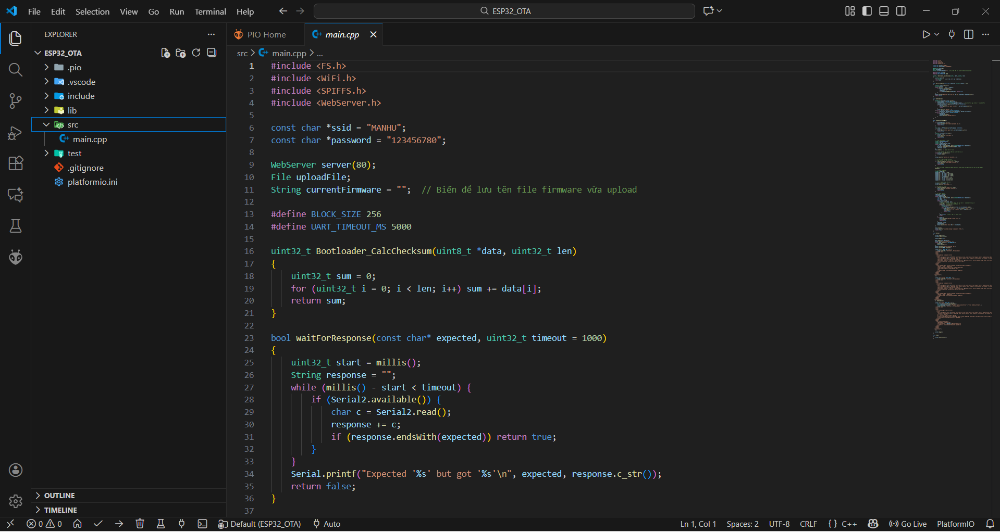 File Edit Selection View Go Run Terminal Help
ESP32_OTA
EXPLORER
PIO Home
main.cpp
ESP32_OTA
src > main.cpp > ...
.pio
.vscode
include
lib
src
main.cpp
test
.gitignore
platformio.ini
1 #include <FS.h>
2 #include <WiFi.h>
3 #include <SPIFFS.h>
4 #include <WebServer.h>
5
6 const char *ssid = "MANHU";
7 const char *password = "123456780";
8
9 WebServer server(80);
10 File uploadFile;
11 String currentFirmware = "";  // Biến để lưu tên file firmware vừa upload
12
13 #define BLOCK_SIZE 256
14 #define UART_TIMEOUT_MS 5000
15
16 uint32_t Bootloader_CalcChecksum(uint8_t *data, uint32_t len)
17 {
18     uint32_t sum = 0;
19     for (uint32_t i = 0; i < len; i++) sum += data[i];
20     return sum;
21 }
22
23 bool waitForResponse(const char* expected, uint32_t timeout = 1000)
24 {
25     uint32_t start = millis();
26     String response = "";
27     while (millis() - start < timeout) {
28         if (Serial2.available()) {
29             char c = Serial2.read();
30             response += c;
31             if (response.endsWith(expected)) return true;
32         }
33     }
34     Serial.printf("Expected '%s' but got '%s'\n", expected, response.c_str());
35     return false;
36 }
37
OUTLINE
TIMELINE
0 0 Default (ESP32_OTA) Auto Ln 1, Col 1 Spaces: 2 UTF-8 CRLF {} C++ Go Live PlatformIO